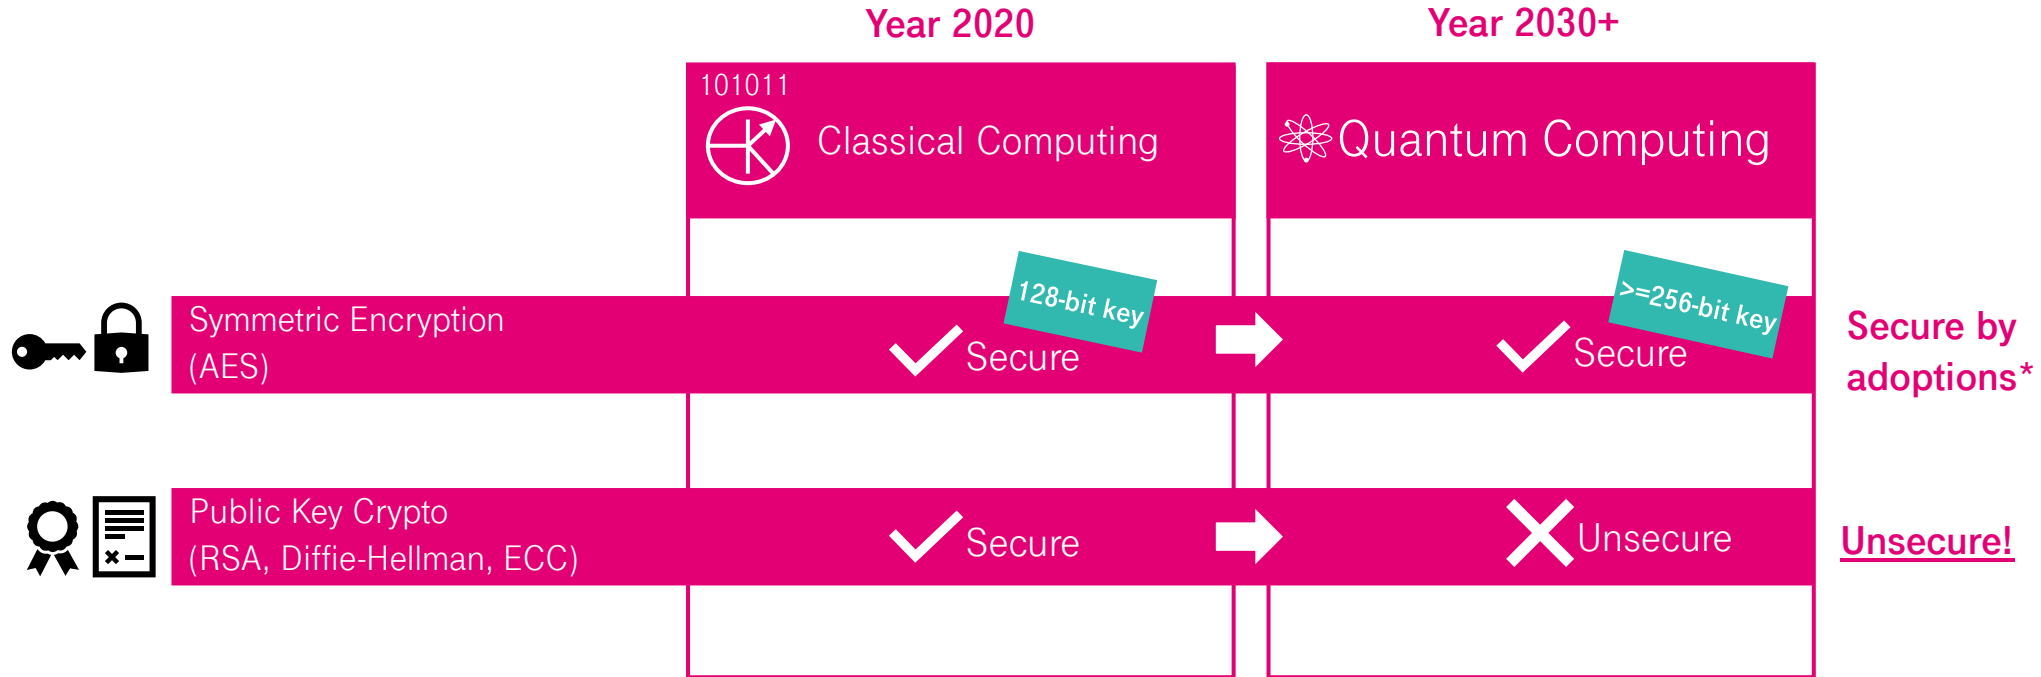 Year 2020
Year 2030+
101011
Classical Computing
Quantum Computing
128-bit key
>=256-bit key
Symmetric Encryption
(AES)
Secure
Secure
Secure by
adoptions*
Public Key Crypto
(RSA, Diffie-Hellman, ECC)
Secure
Unsecure
Unsecure!